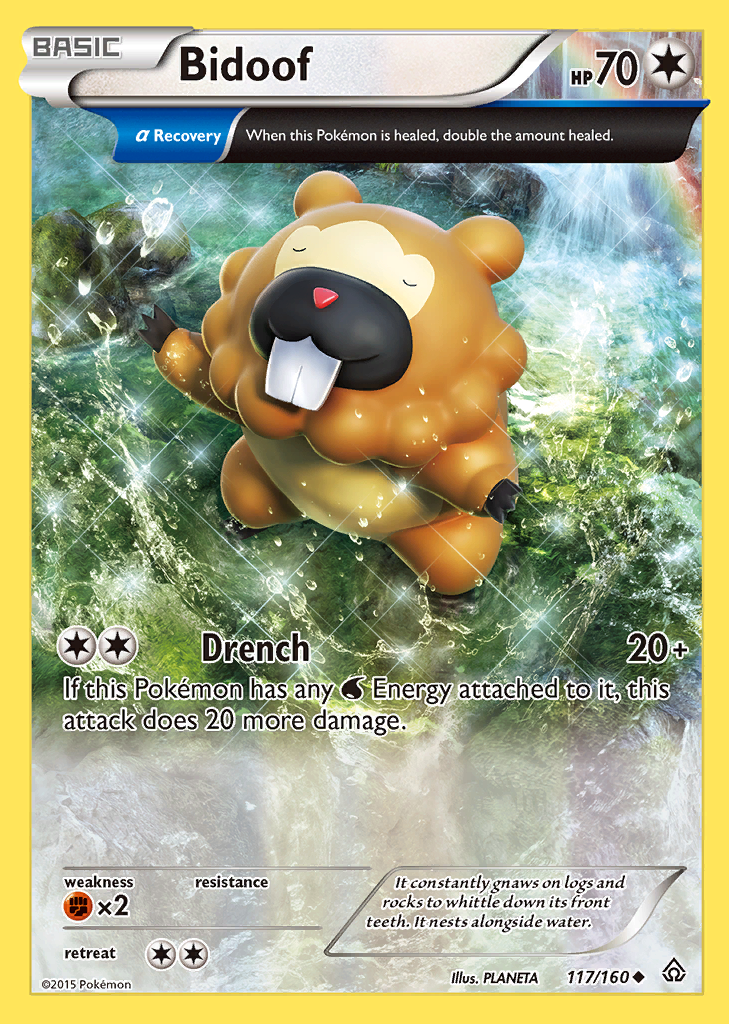 BASIC Bidoof HP 70
α Recovery When this Pokémon is healed, double the amount healed.
Drench 20+
If this Pokémon has any Energy attached to it, this
attack does 20 more damage.
weakness resistance
×2
It constantly gnaws on logs and
rocks to whittle down its front
teeth. It nests alongside water.
retreat
©2015 Pokémon Illus. PLANETA 117/160